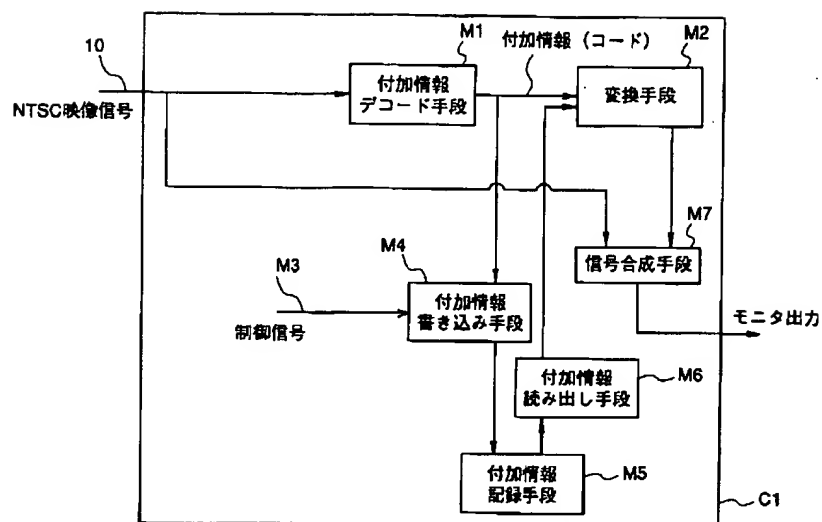 M1
付加情報（コード）
M2
10
付加情報
デコード手段
変換手段
NTSC映像信号
M7
M4
信号合成手段
M3
付加情報
書き込み手段
制御信号
モニタ出力
付加情報
読み出し手段
M6
付加情報
記録手段
M5
C1